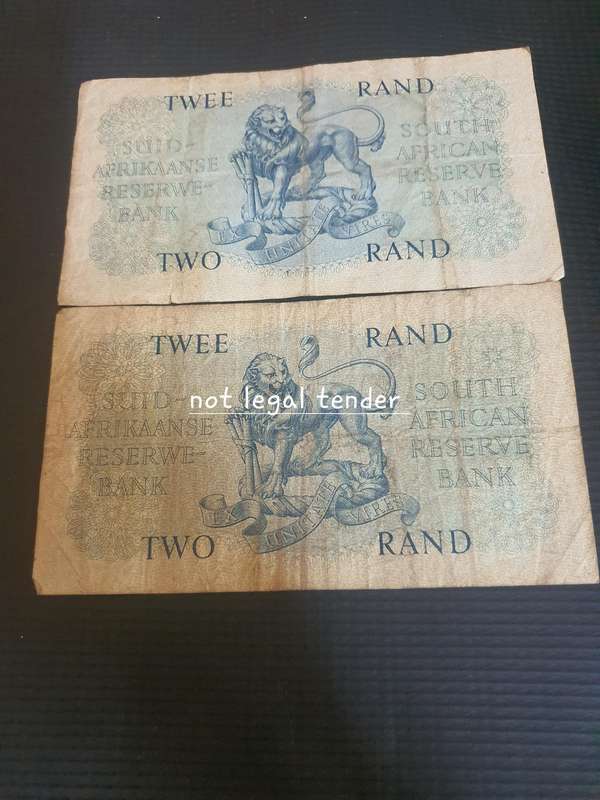 TWEE RAND
SUID-
AFRIKAANSE
RESERWE-
BANK
SOUTH
AFRICAN
RESERVE
BANK
EX UNITATE VIRES
TWO RAND
TWEE RAND
not legal tender
SUID-
AFRIKAANSE
RESERWE-
BANK
SOUTH
AFRICAN
RESERVE
BANK
EX UNITATE VIRES
TWO RAND